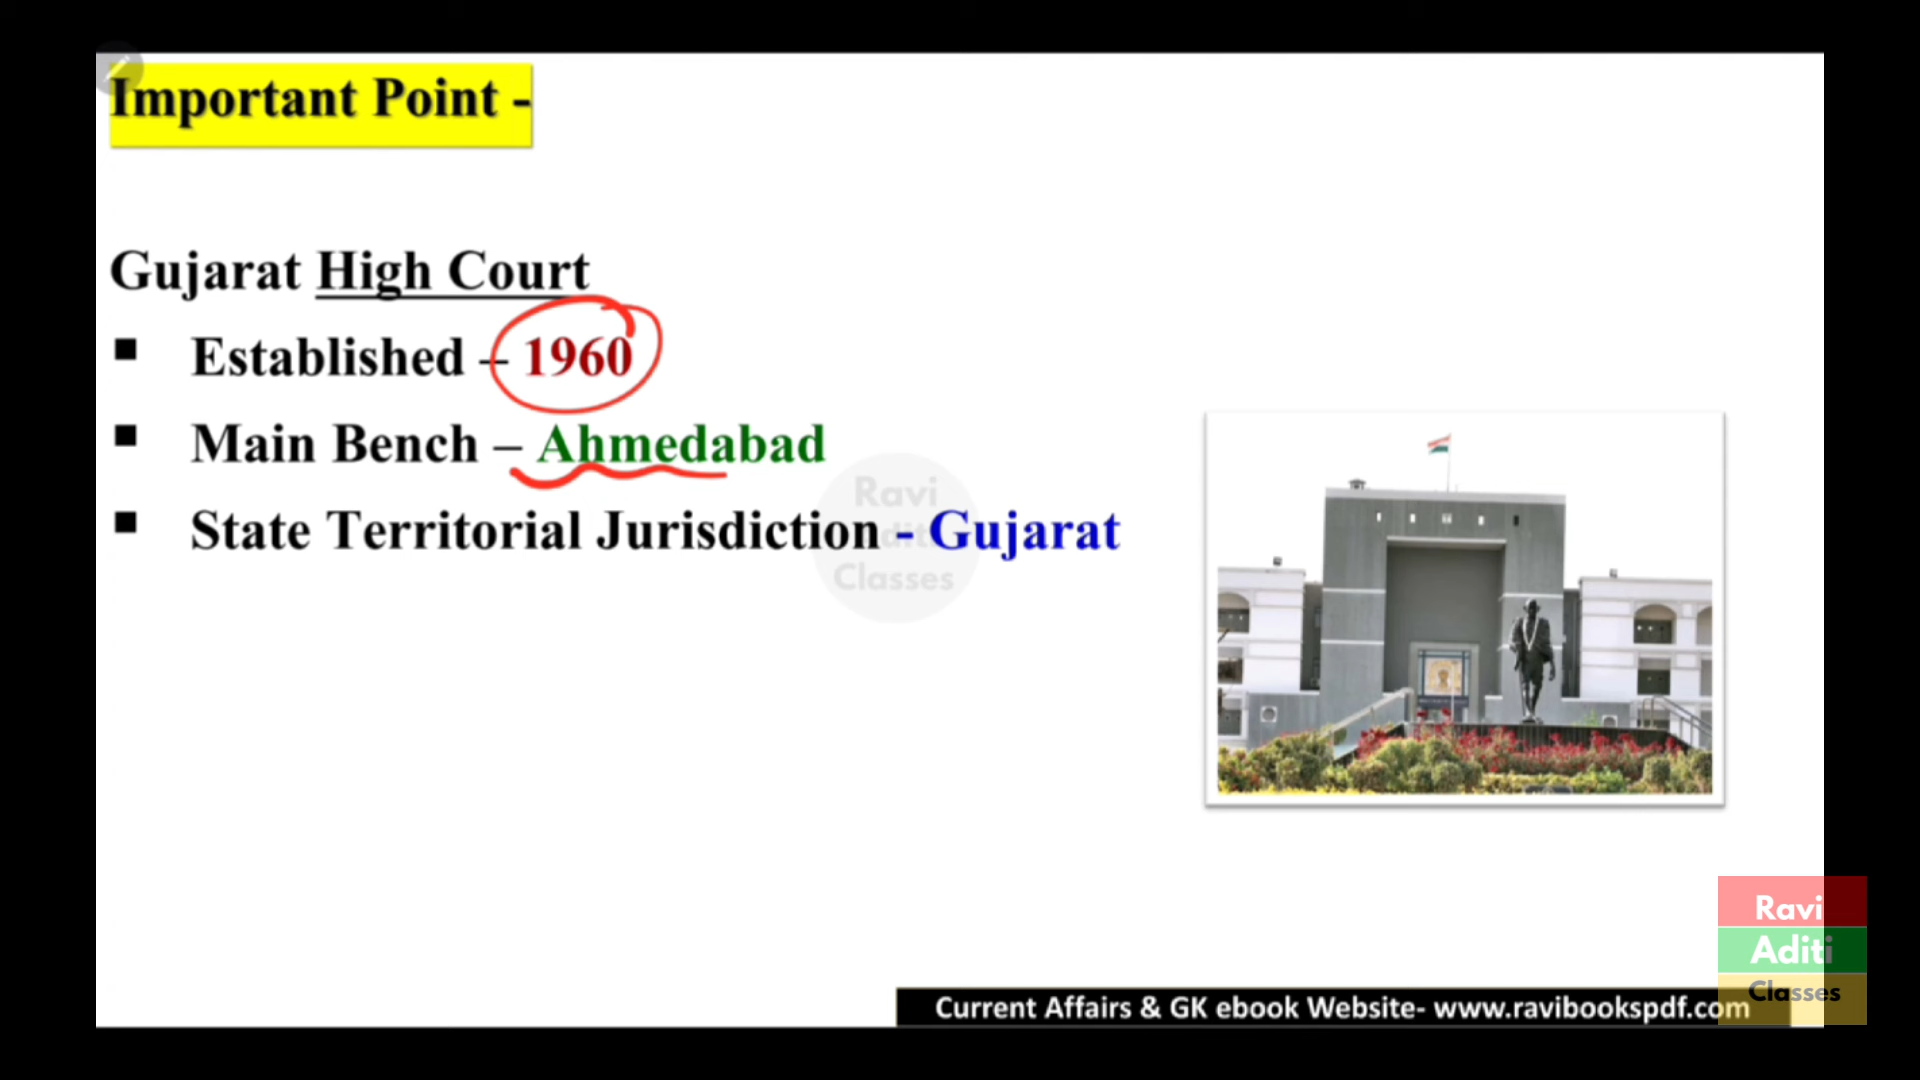 Important Point -
Gujarat High Court
▪ Established – 1960
▪ Main Bench – Ahmedabad
▪ State Territorial Jurisdiction - Gujarat
Ravi
Aditi
Classes
Ravi
Aditi
Classes
Current Affairs & GK ebook Website- www.ravibookspdf.com